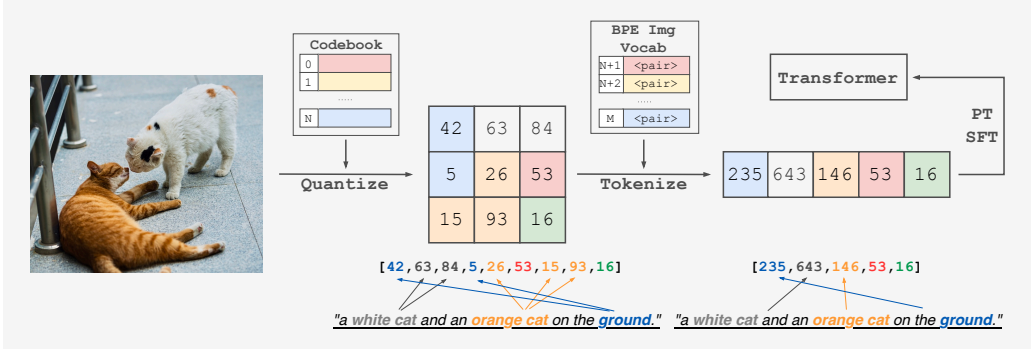 Codebook
0
1
.....
N
Quantize
42 63 84
5 26 53
15 93 16
[42,63,84,5,26,53,15,93,16]
"a white cat and an orange cat on the ground."
BPE Img
Vocab
N+1 <pair>
N+2 <pair>
.....
M <pair>
Tokenize
235 643 146 53 16
[235,643,146,53,16]
"a white cat and an orange cat on the ground."
Transformer
PT
SFT